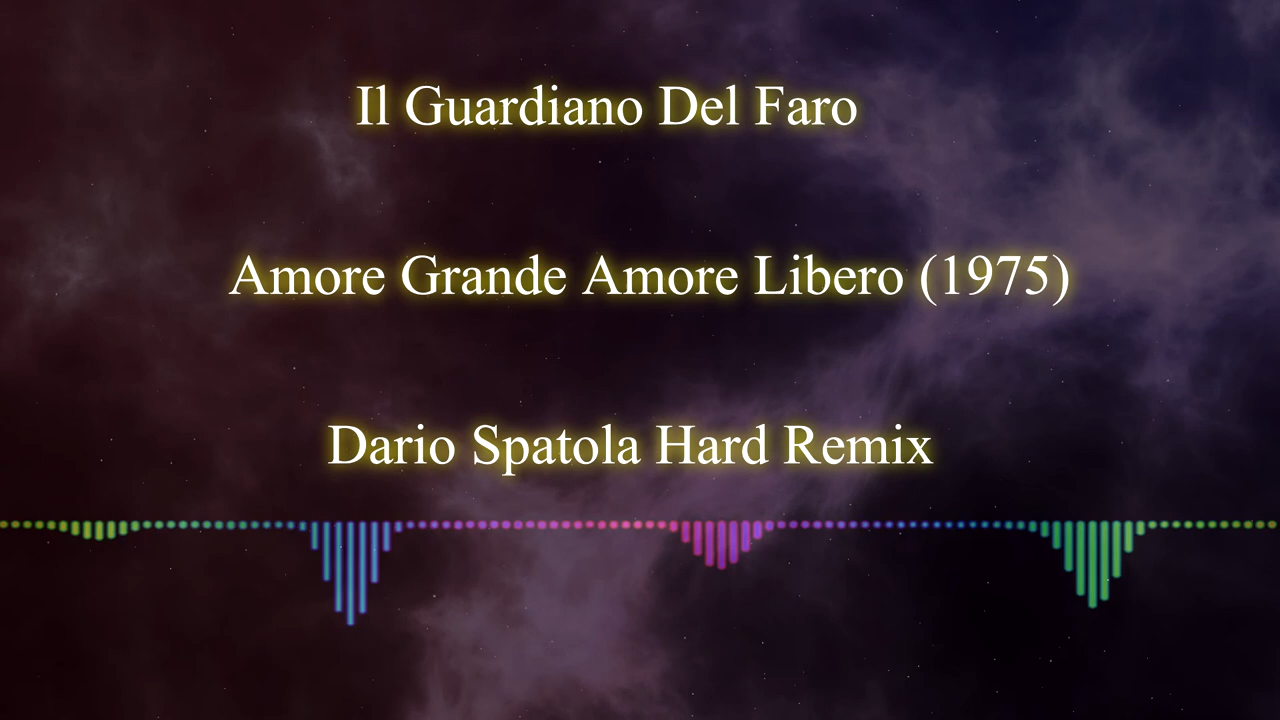 Il Guardiano Del Faro
Amore Grande Amore Libero (1975)
Dario Spatola Hard Remix